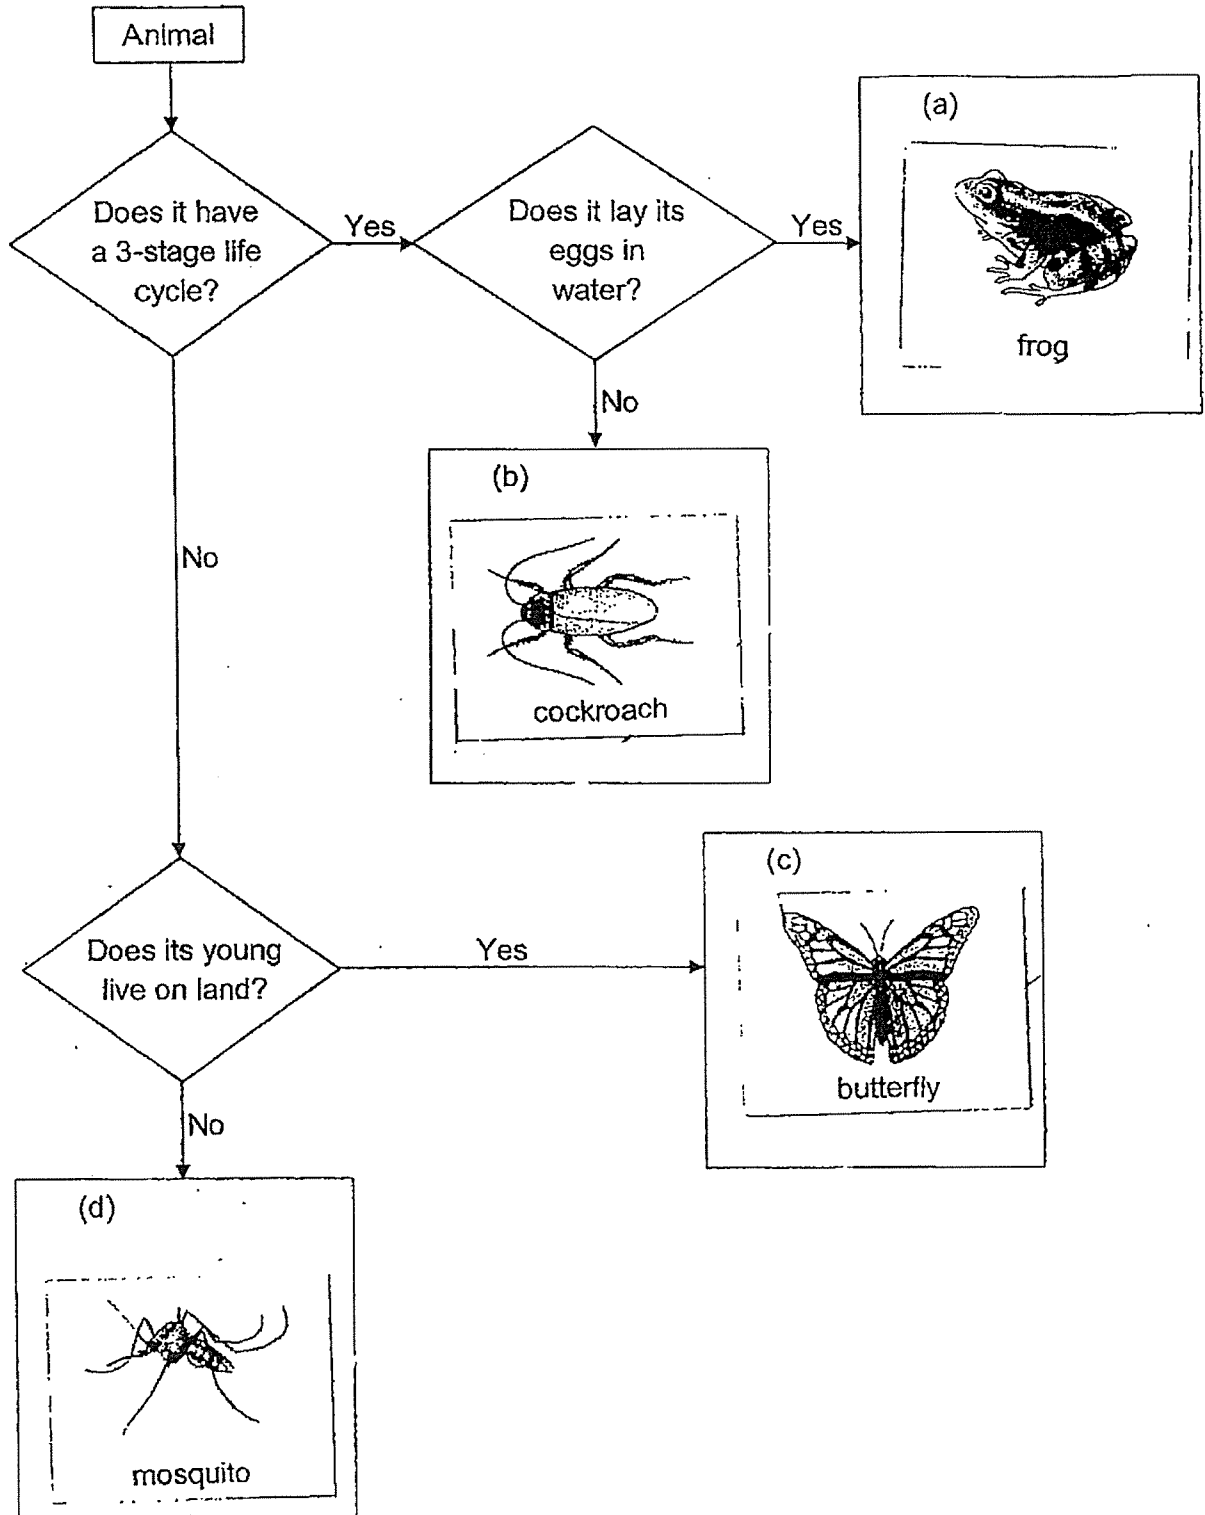 Animal
Does it have
a 3-stage life
cycle?
Yes
Does it lay its
eggs in
water?
Yes
(a)
frog
No
(b)
cockroach
No
Does its young
live on land?
Yes
(c)
butterfly
No
(d)
mosquito